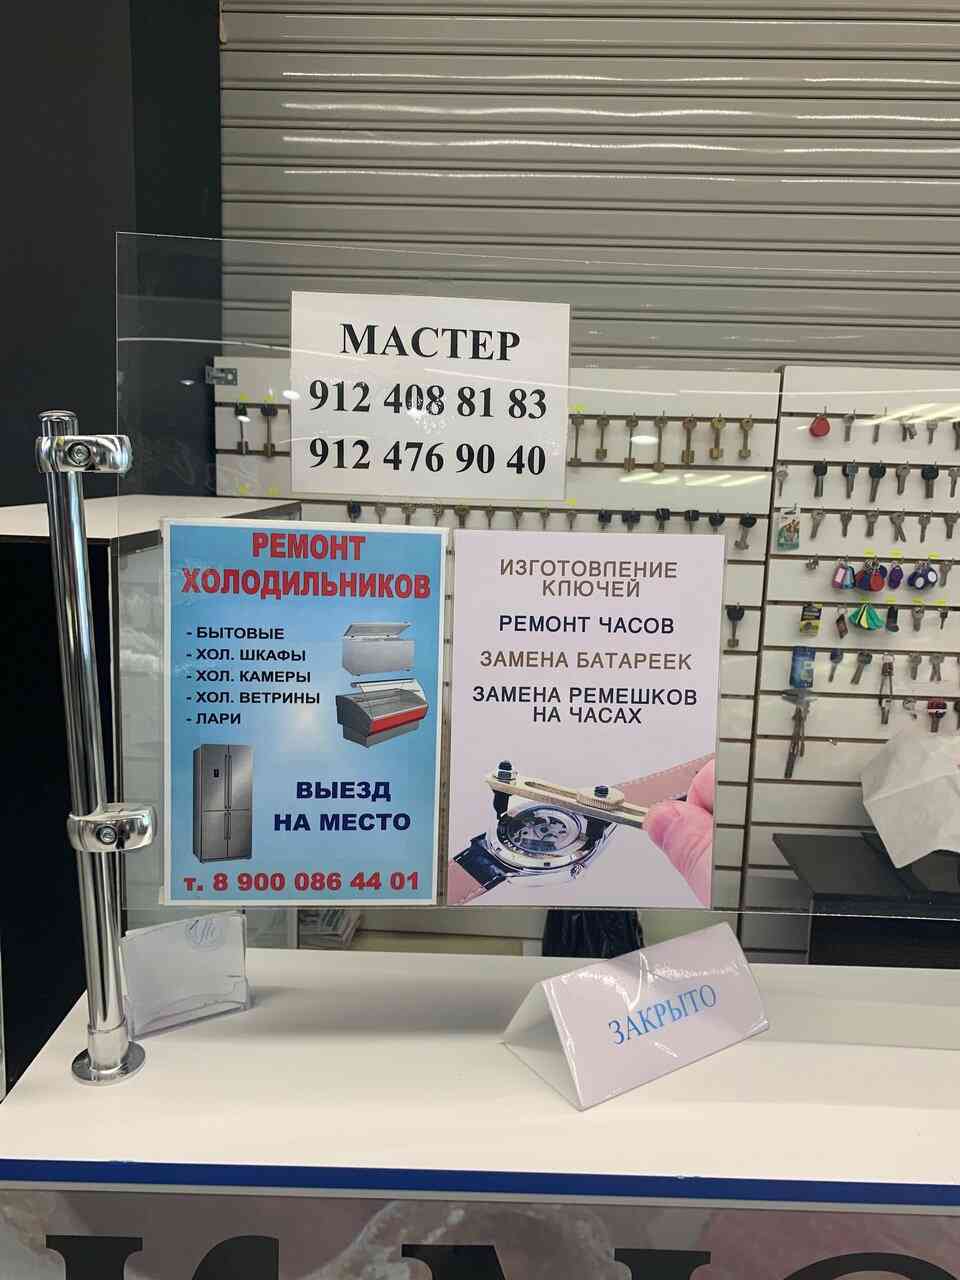 МАСТЕР
912 408 81 83
912 476 90 40
РЕМОНТ
ХОЛОДИЛЬНИКОВ
- БЫТОВЫЕ
- ХОЛ. ШКАФЫ
- ХОЛ. КАМЕРЫ
- ХОЛ. ВЕТРИНЫ
- ЛАРИ
ВЫЕЗД
НА МЕСТО
т. 8 900 086 44 01
ИЗГОТОВЛЕНИЕ
КЛЮЧЕЙ
РЕМОНТ ЧАСОВ
ЗАМЕНА БАТАРЕЕК
ЗАМЕНА РЕМЕШКОВ
НА ЧАСАХ
ЗАКРЫТО